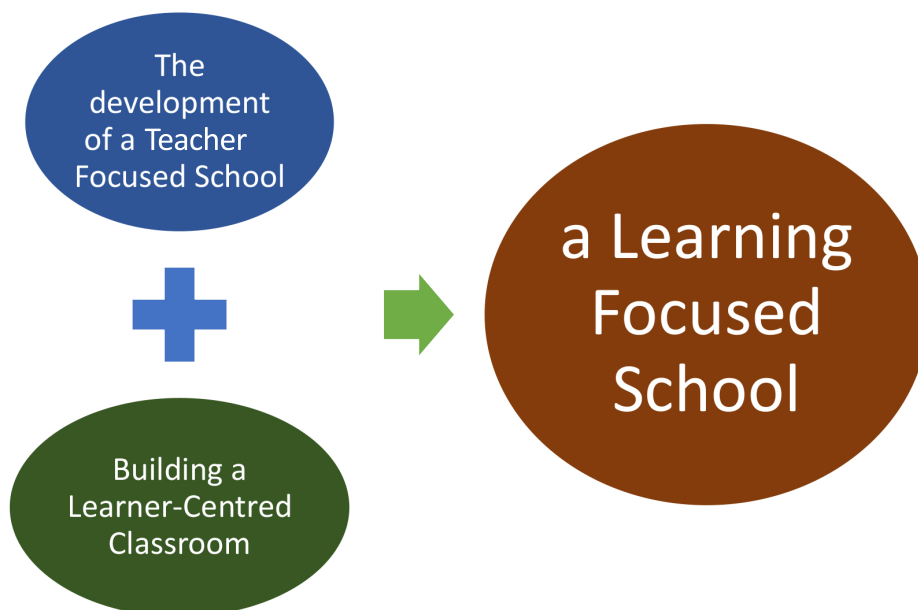 The
development
of a Teacher
Focused School
Building a
Learner-Centred
Classroom
a Learning
Focused
School